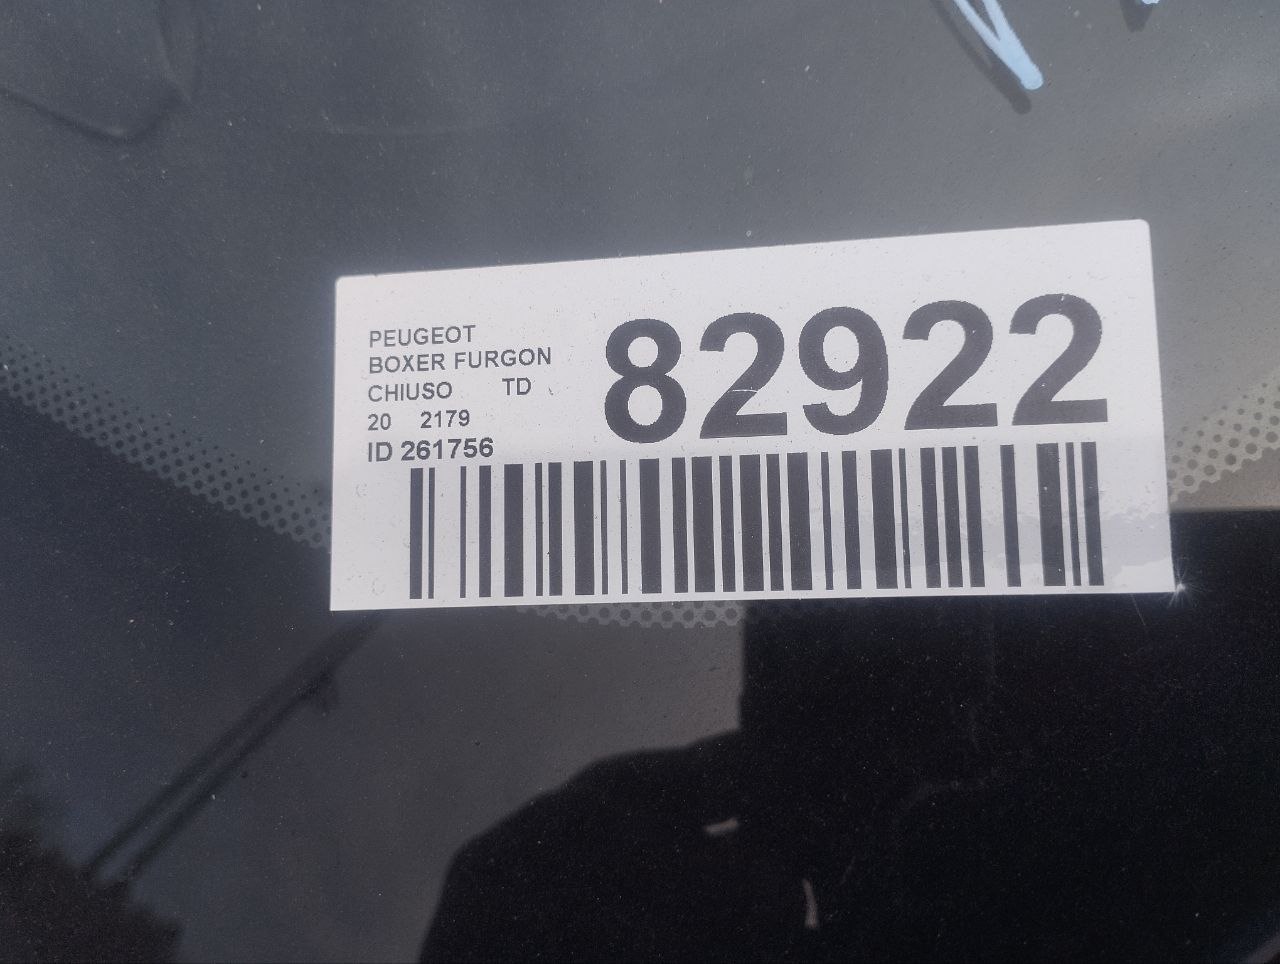 PEUGEOT
BOXER FURGON
CHIUSO TD
20 2179
ID 261756
82922